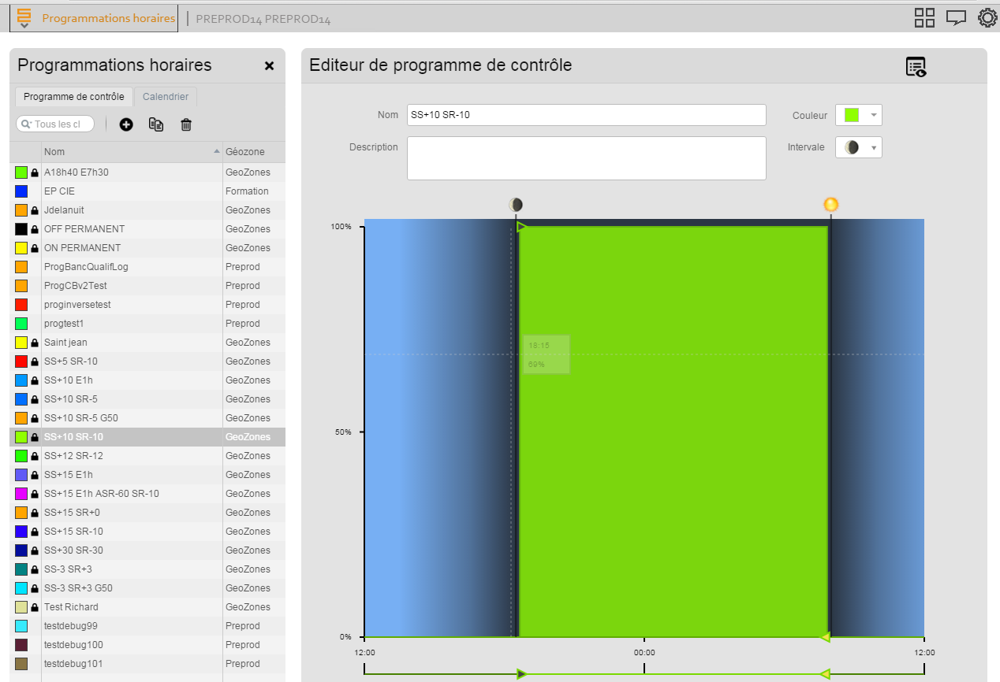 Programmations horaires
PREPROD14 PREPROD14
Programmations horaires
Programme de contrôle
Calendrier
Tous les cl
Nom Géozone
A18h40 E7h30 GeoZones
EP CIE Formation
Jdelanuit GeoZones
OFF PERMANENT GeoZones
ON PERMANENT GeoZones
ProgBancQualifLog Preprod
ProgCBv2Test Preprod
proginversetest Preprod
progtest1 Preprod
Saint jean GeoZones
SS+5 SR-10 GeoZones
SS+10 E1h GeoZones
SS+10 SR-5 GeoZones
SS+10 SR-5 G50 GeoZones
SS+10 SR-10 GeoZones
SS+12 SR-12 GeoZones
SS+15 E1h GeoZones
SS+15 E1h ASR-60 SR-10 GeoZones
SS+15 SR+0 GeoZones
SS+15 SR-10 GeoZones
SS+30 SR-30 GeoZones
SS-3 SR+3 GeoZones
SS-3 SR+3 G50 GeoZones
Test Richard GeoZones
testdebug99 Preprod
testdebug100 Preprod
testdebug101 Preprod
Editeur de programme de contrôle
Nom SS+10 SR-10 Couleur
Description Intervale
100%
18:15
69%
50%
0%
12:00 00:00 12:00